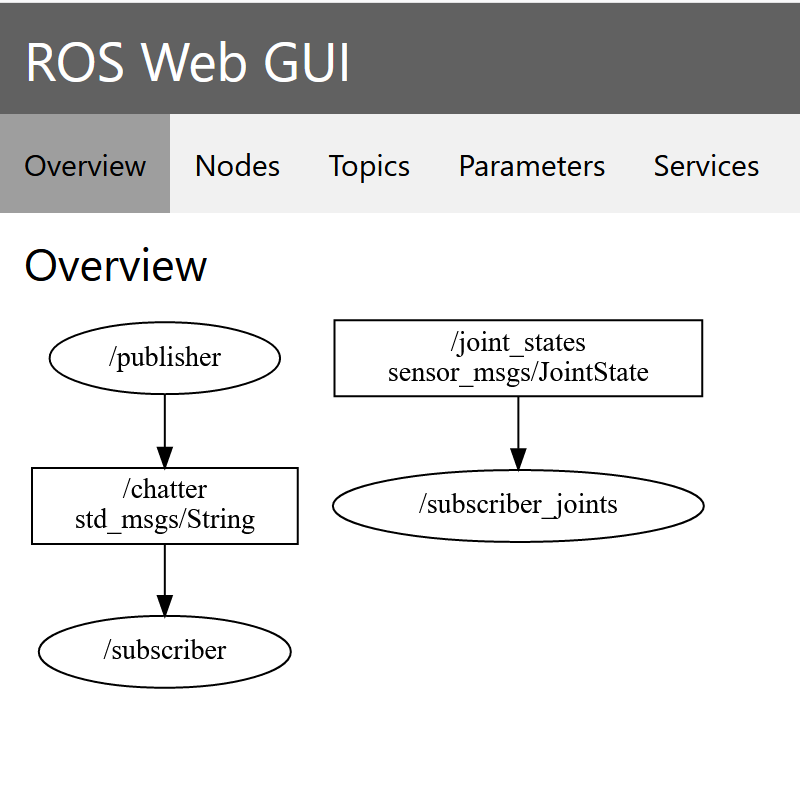 ROS Web GUI
Overview Nodes Topics Parameters Services
Overview
/publisher
/chatter
std_msgs/String
/subscriber
/joint_states
sensor_msgs/JointState
/subscriber_joints